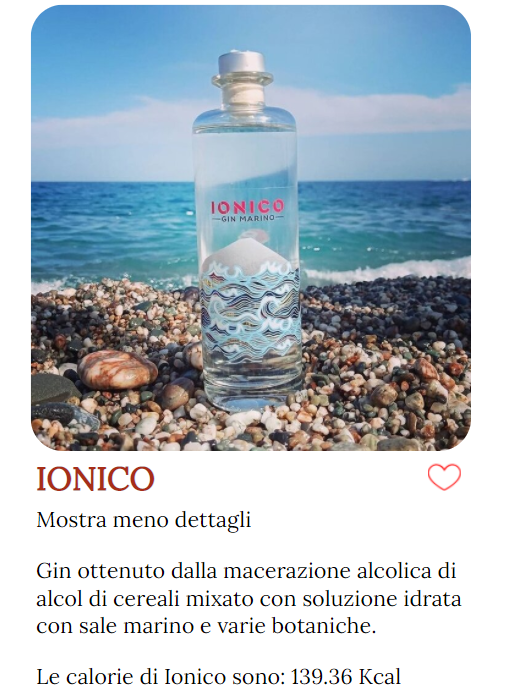 IONICO
GIN MARINO
IONICO
Mostra meno dettagli
Gin ottenuto dalla macerazione alcolica di
alcol di cereali mixato con soluzione idrata
con sale marino e varie botaniche.
Le calorie di Ionico sono: 139.36 Kcal